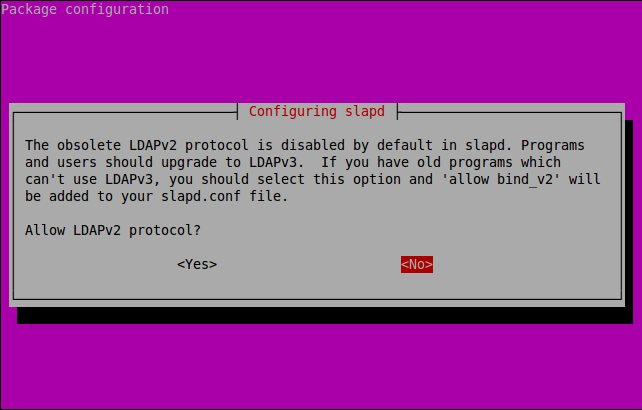 Package configuration
Configuring slapd
The obsolete LDAPv2 protocol is disabled by default in slapd. Programs
and users should upgrade to LDAPv3.  If you have old programs which
can't use LDAPv3, you should select this option and 'allow bind_v2' will
be added to your slapd.conf file.
Allow LDAPv2 protocol?
<Yes> <No>